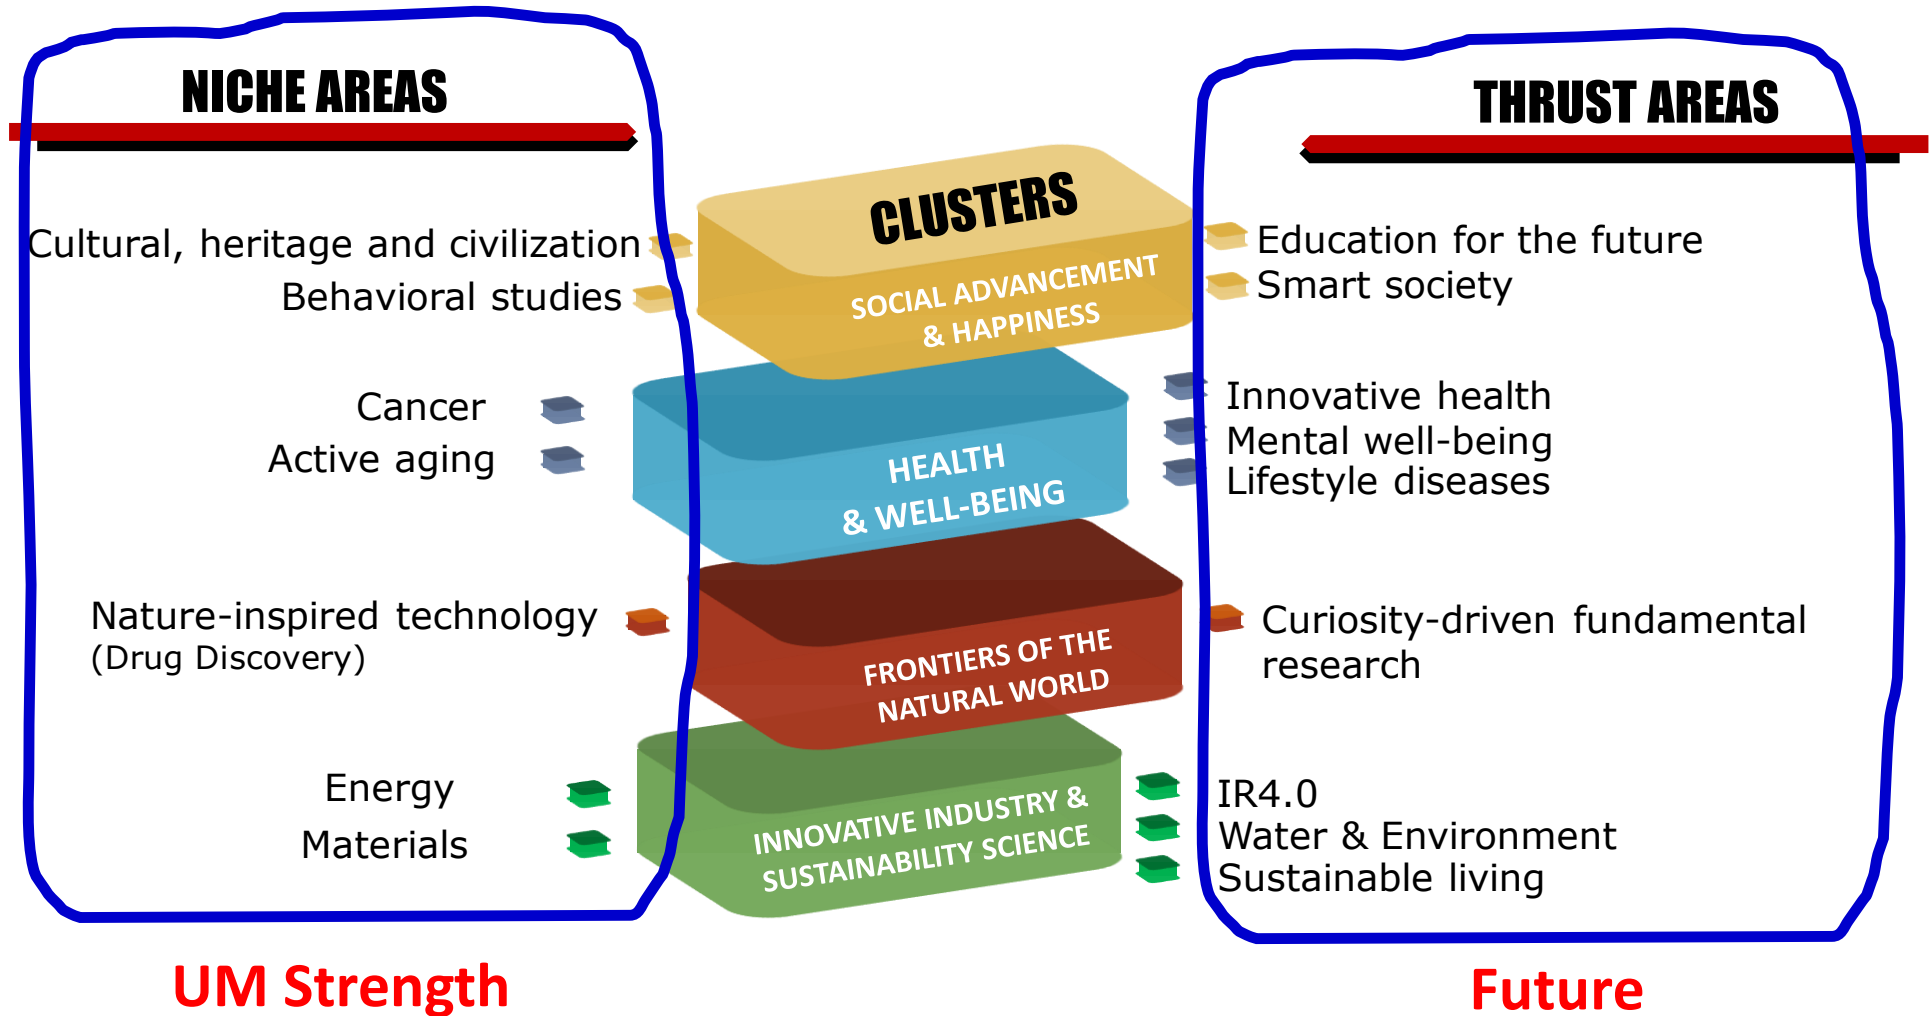 NICHE AREAS
Cultural, heritage and civilization
Behavioral studies
Cancer
Active aging
Nature-inspired technology
(Drug Discovery)
Energy
Materials
UM Strength
CLUSTERS
SOCIAL ADVANCEMENT
& HAPPINESS
HEALTH
& WELL-BEING
FRONTIERS OF THE
NATURAL WORLD
INNOVATIVE INDUSTRY &
SUSTAINABILITY SCIENCE
THRUST AREAS
Education for the future
Smart society
Innovative health
Mental well-being
Lifestyle diseases
Curiosity-driven fundamental
research
IR4.0
Water & Environment
Sustainable living
Future